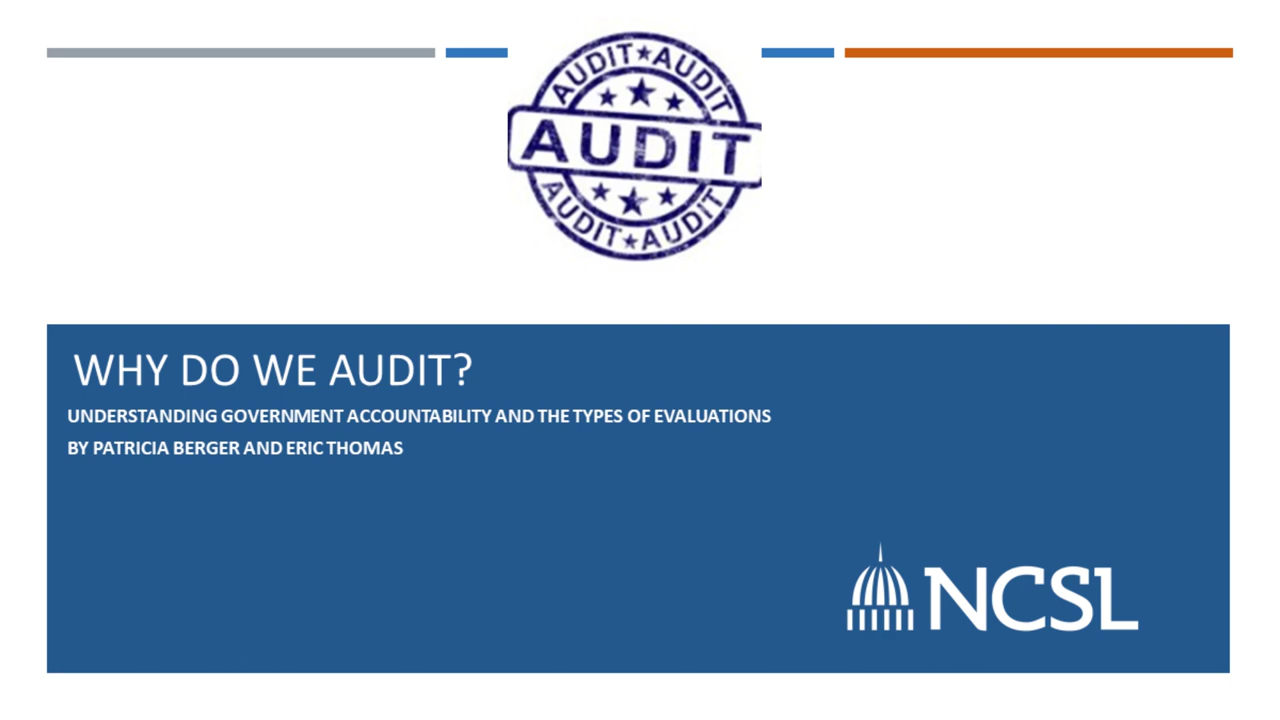 AUDIT★AUDIT
AUDIT
AUDIT★AUDIT
WHY DO WE AUDIT?
UNDERSTANDING GOVERNMENT ACCOUNTABILITY AND THE TYPES OF EVALUATIONS
BY PATRICIA BERGER AND ERIC THOMAS
NCSL